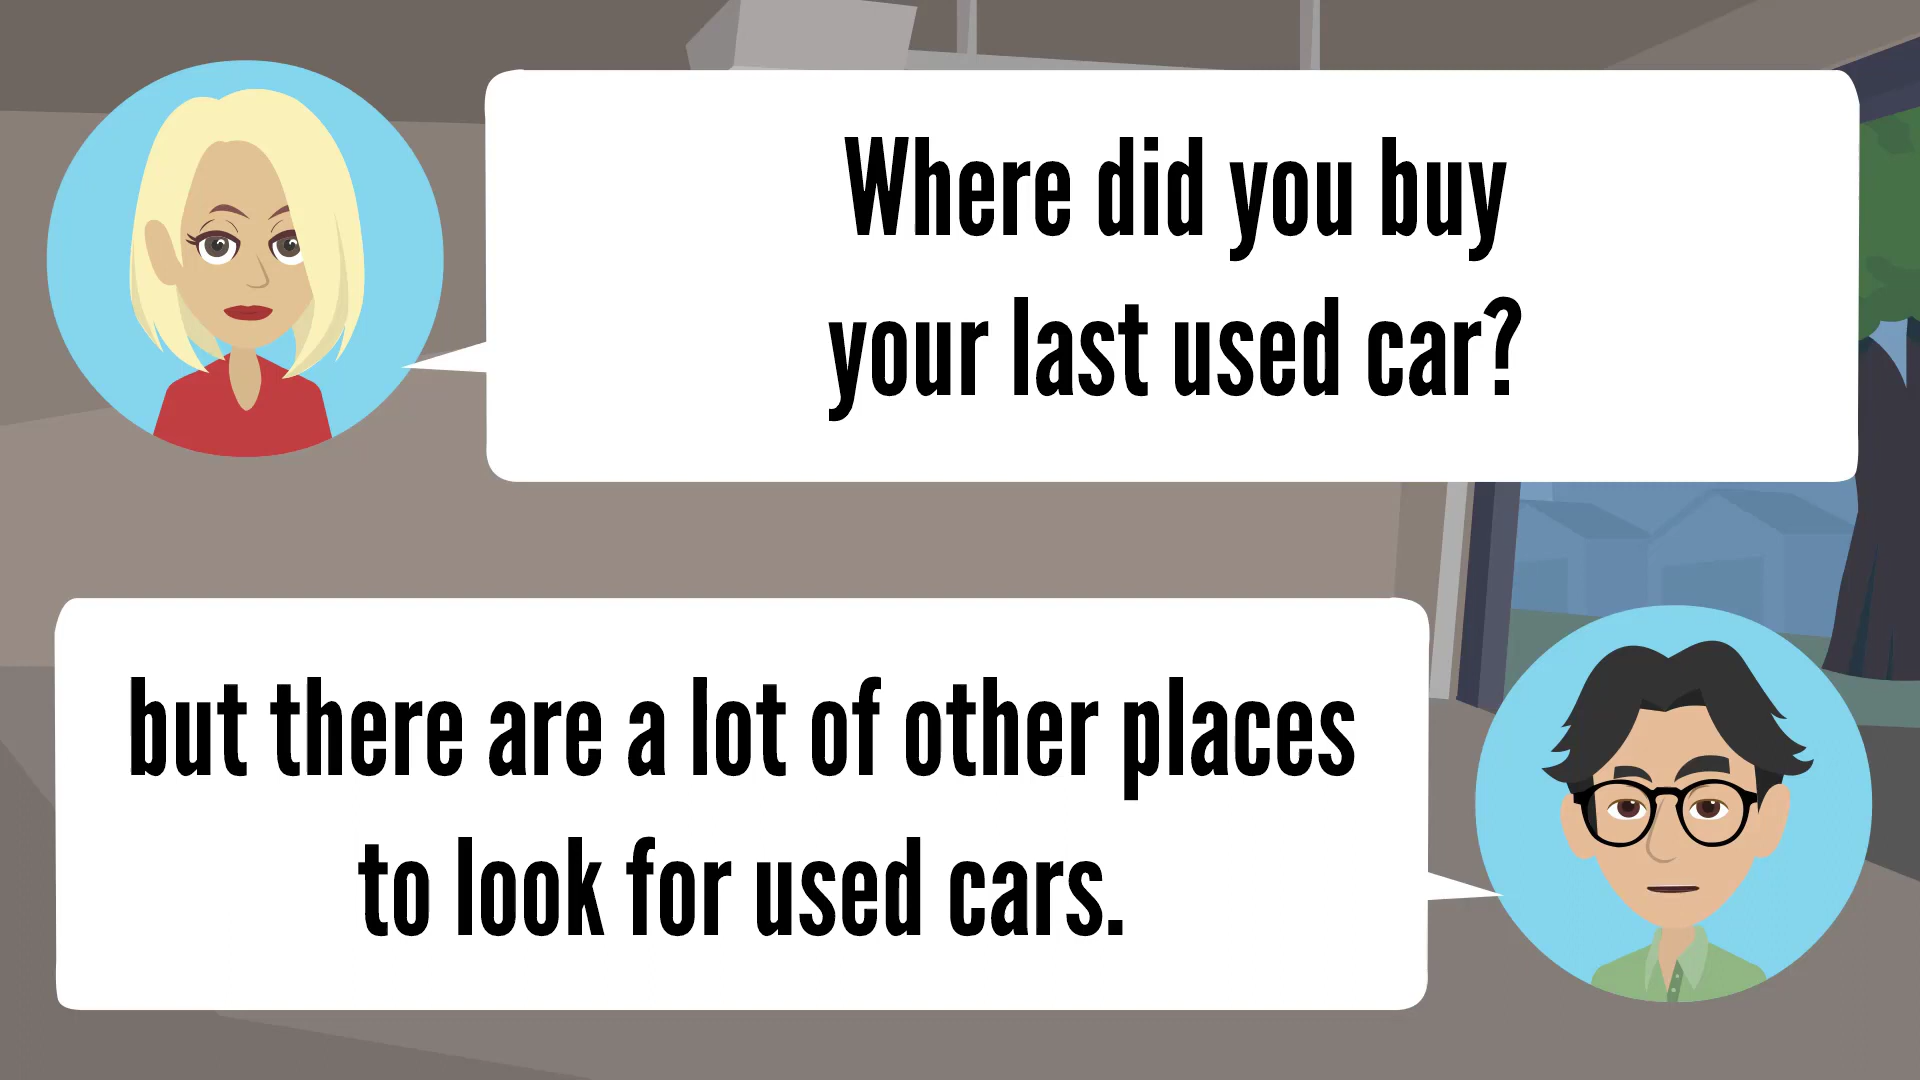 Where did you buy
your last used car?
but there are a lot of other places
to look for used cars.